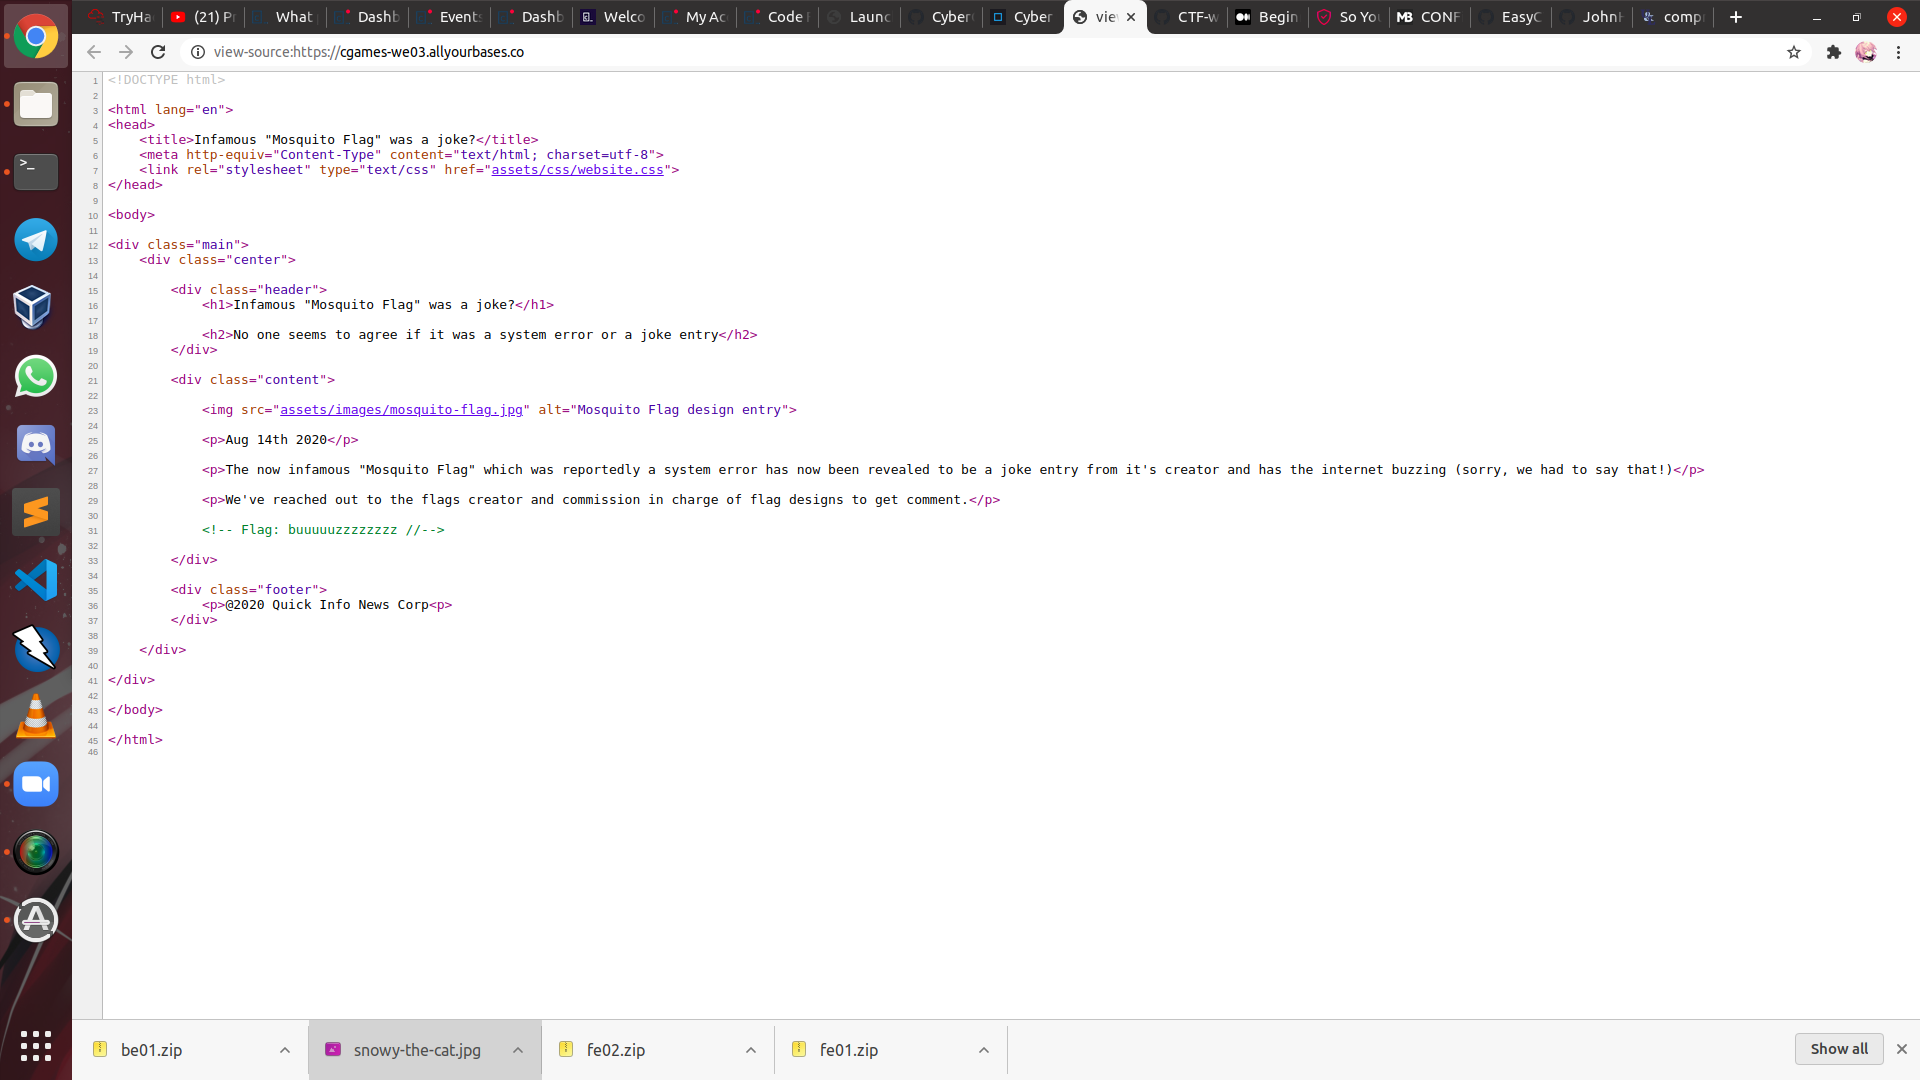 TryHa
(21) P
What
Dashb
Events
Dashb
Welco
My Ac
Code
Launc
Cyber
Cyber
view
CTF-w
Begin
So You
CONF
EasyC
John
comp
view-source:https://cgames-we03.allyourbases.co
1 <!DOCTYPE html>
2
3 <html lang="en">
4 <head>
5 <title>Infamous "Mosquito Flag" was a joke?</title>
6 <meta http-equiv="Content-Type" content="text/html; charset=utf-8">
7 <link rel="stylesheet" type="text/css" href="assets/css/website.css">
8 </head>
9
10 <body>
11
12 <div class="main">
13 <div class="center">
14
15 <div class="header">
16 <h1>Infamous "Mosquito Flag" was a joke?</h1>
17
18 <h2>No one seems to agree if it was a system error or a joke entry</h2>
19 </div>
20
21 <div class="content">
22
23 <img src="assets/images/mosquito-flag.jpg" alt="Mosquito Flag design entry">
24
25 <p>Aug 14th 2020</p>
26
27 <p>The now infamous "Mosquito Flag" which was reportedly a system error has now been revealed to be a joke entry from it's creator and has the internet buzzing (sorry, we had to say that!)</p>
28
29 <p>We've reached out to the flags creator and commission in charge of flag designs to get comment.</p>
30
31 <!-- Flag: buuuuuzzzzzzzz //-->
32
33 </div>
34
35 <div class="footer">
36 <p>@2020 Quick Info News Corp<p>
37 </div>
38
39 </div>
40
41 </div>
42
43 </body>
44
45 </html>
46
be01.zip
snowy-the-cat.jpg
fe02.zip
fe01.zip
Show all